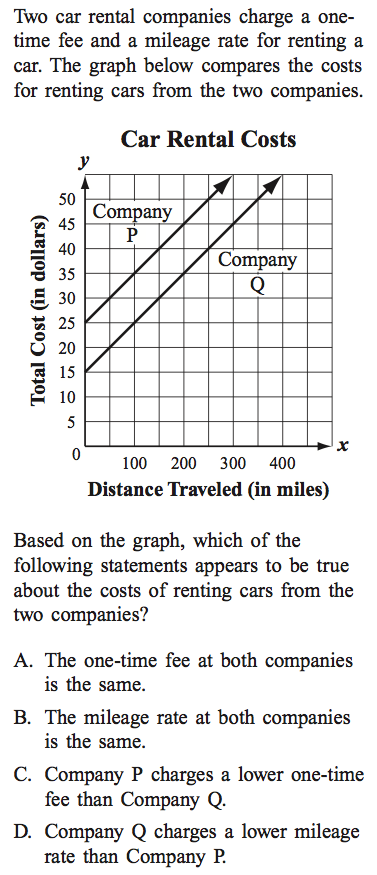 Two car rental companies charge a one-
time fee and a mileage rate for renting a
car. The graph below compares the costs
for renting cars from the two companies.
Car Rental Costs
y
50
45
40
35
30
25
20
15
10
5
0
Total Cost (in dollars)
Company
P
Company
Q
x
100 200 300 400
Distance Traveled (in miles)
Based on the graph, which of the
following statements appears to be true
about the costs of renting cars from the
two companies?
A. The one-time fee at both companies
is the same.
B. The mileage rate at both companies
is the same.
C. Company P charges a lower one-time
fee than Company Q.
D. Company Q charges a lower mileage
rate than Company P.